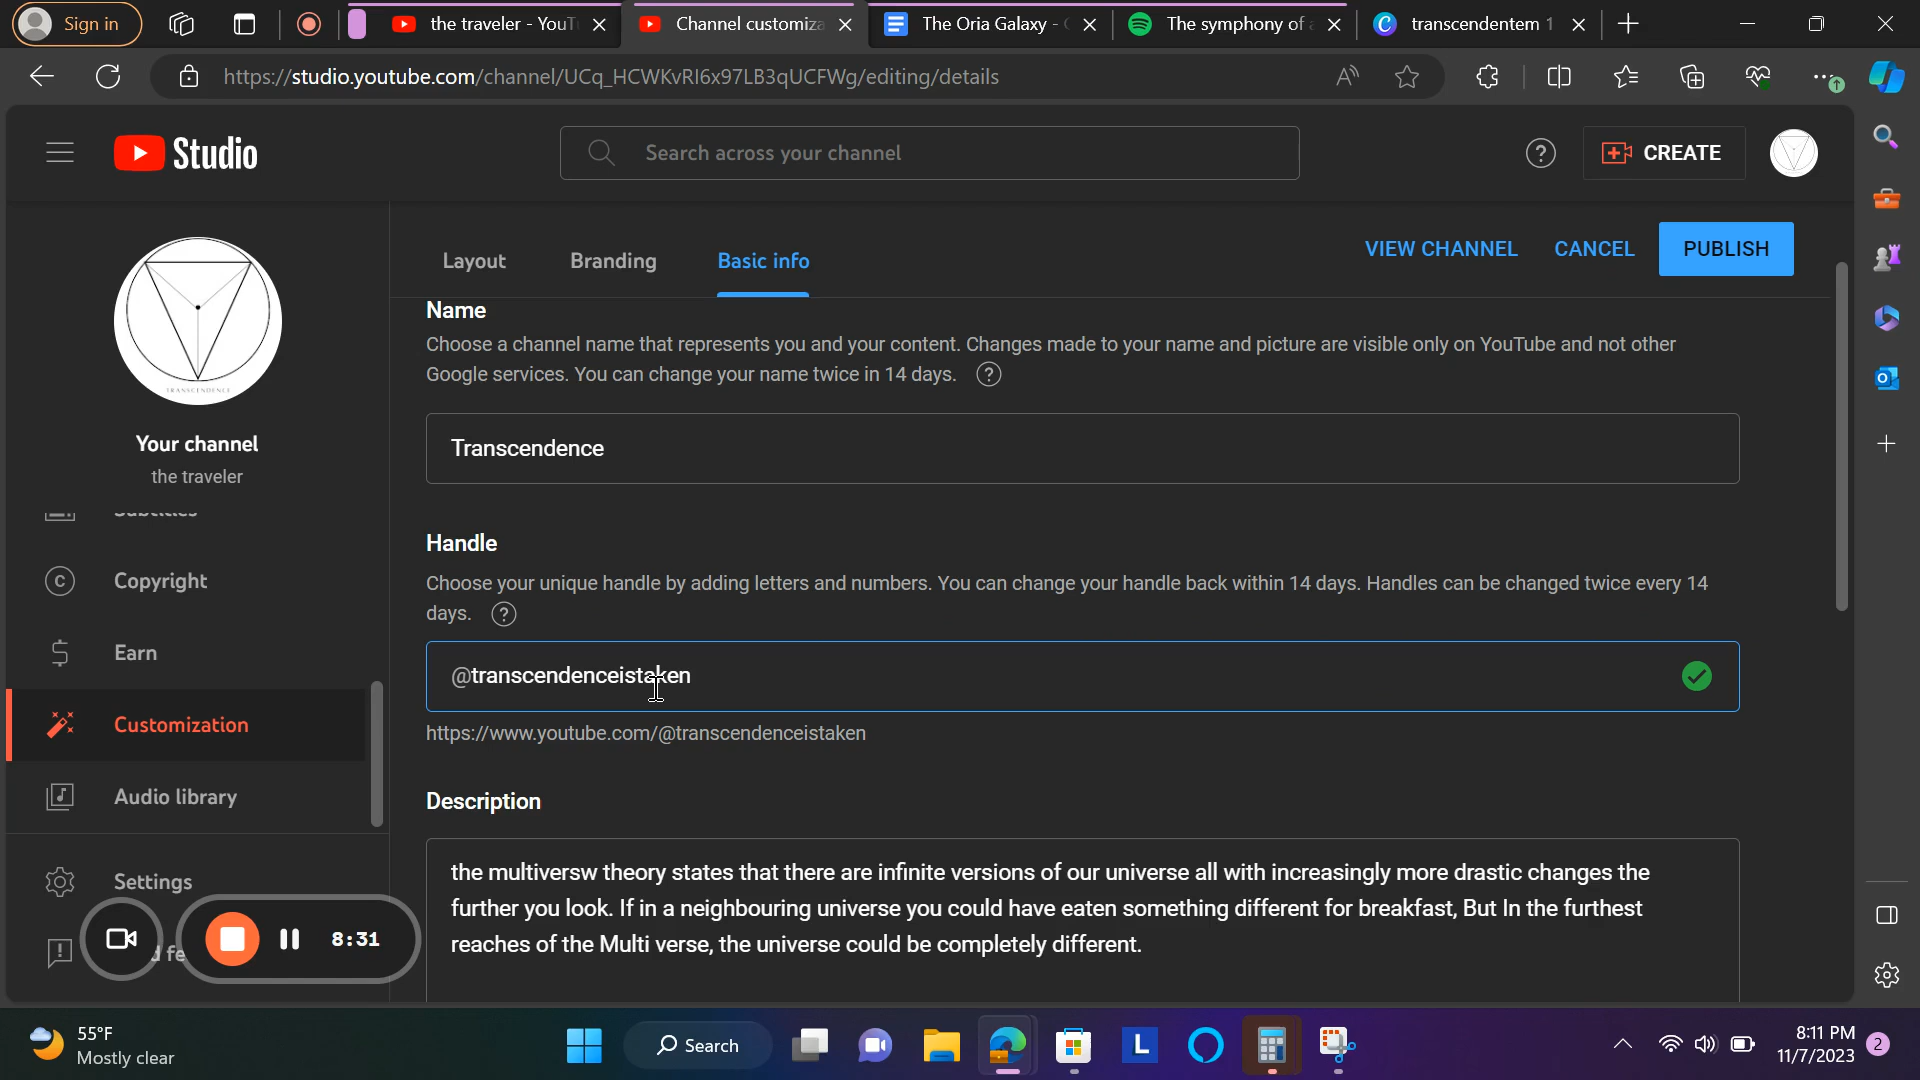 Sign in
the traveler - YouT
Channel customiza
The Oria Galaxy -
The symphony of
transcendentem 1
https://studio.youtube.com/channel/UCq_HCWKvRI6x97LB3qUCFWg/editing/details
Studio
Search across your channel
CREATE
TRANSCENDENCE
Your channel
the traveler
Subtitles
Copyright
Earn
Customization
Audio library
Settings
d fe
8:31
Layout
Branding
Basic info
VIEW CHANNEL
CANCEL
PUBLISH
Name
Choose a channel name that represents you and your content. Changes made to your name and picture are visible only on YouTube and not other
Google services. You can change your name twice in 14 days.
Transcendence
Handle
Choose your unique handle by adding letters and numbers. You can change your handle back within 14 days. Handles can be changed twice every 14
days.
@transcendenceistaken
https://www.youtube.com/@transcendenceistaken
Description
the multiversw theory states that there are infinite versions of our universe all with increasingly more drastic changes the
further you look. If in a neighbouring universe you could have eaten something different for breakfast, But In the furthest
reaches of the Multi verse, the universe could be completely different.
55°F
Mostly clear
Search
L
8:11 PM
11/7/2023
2